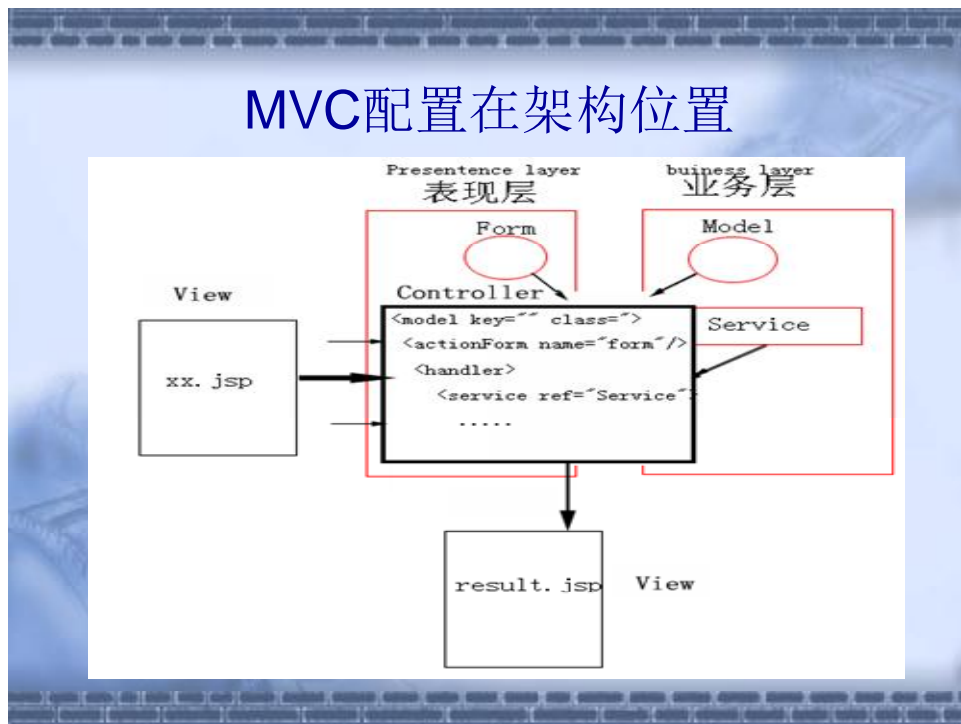 MVC配置在架构位置
Presentence layer
表现层
buiness layer
业务层
Form
Model
View
Controller
<model key="" class=">
<actionForm name="form"/>
<handler>
<service ref="Service">
.....
Service
xx.jsp
result.jsp
View